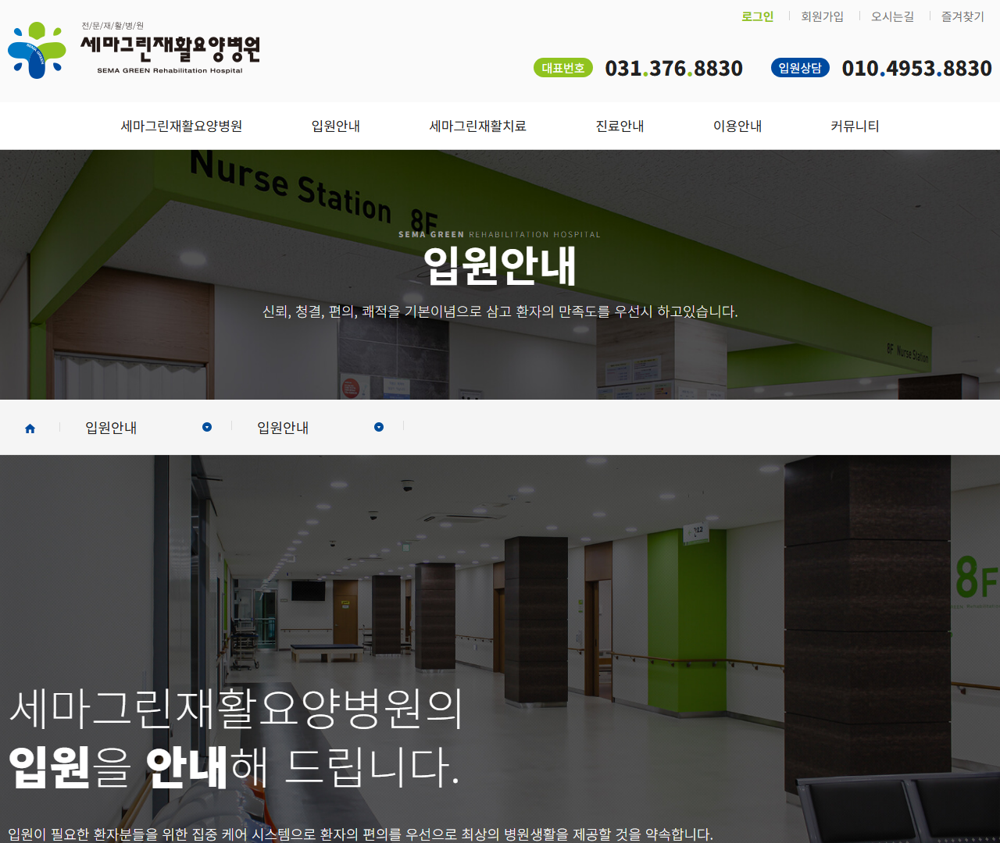 로그인
회원가입
오시는길
즐겨찾기
전/문/재/활/병/원
세마그린재활요양병원
SEMA GREEN Rehabilitation Hospital
SEMA GREEN
대표번호 031.376.8830 입원상담 010.4953.8830
세마그린재활요양병원 입원안내 세마그린재활치료 진료안내 이용안내 커뮤니티
Nurse Station 8F
SEMA GREEN REHABILITATION HOSPITAL
입원안내
신뢰, 청결, 편의, 쾌적을 기본이념으로 삼고 환자의 만족도를 우선시 하고있습니다.
8F Nurse Station
입원안내
입원안내
8F
세마그린재활요양병원의
입원을 안내해 드립니다.
입원이 필요한 환자분들을 위한 집중 케어 시스템으로 환자의 편의를 우선으로 최상의 병원생활을 제공할 것을 약속합니다.